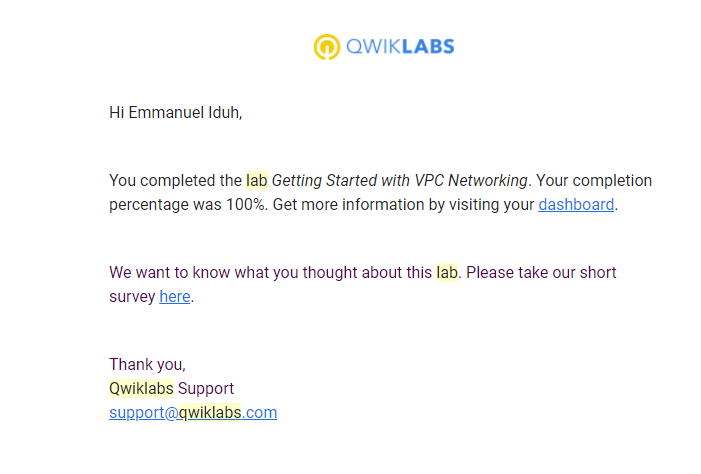 QWIKLABS
Hi Emmanuel Iduh,
You completed the lab Getting Started with VPC Networking. Your completion
percentage was 100%. Get more information by visiting your dashboard.
We want to know what you thought about this lab. Please take our short
survey here.
Thank you,
Qwiklabs Support
support@qwiklabs.com